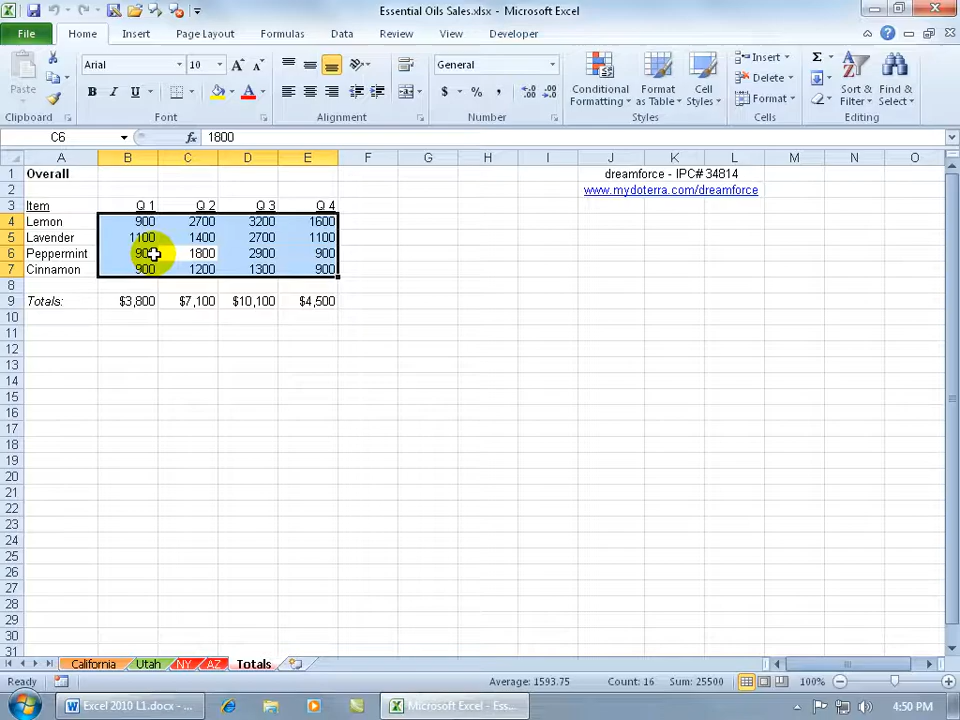 Essential Oils Sales.xlsx - Microsoft Excel
File Home Insert Page Layout Formulas Data Review View Developer
Paste Arial 10 General Conditional Formatting Format as Table Cell Styles Insert Delete Format Sort & Filter Find & Select
B I U A $ % ,
Clipboard Font Alignment Number Styles Cells Editing
C6 fx 1800
A B C D E F G H I J K L M N O
1 Overall dreamforce - IPC# 34814
2 www.mydoterra.com/dreamforce
3 Item Q 1 Q 2 Q 3 Q 4
4 Lemon 900 2700 3200 1600
5 Lavender 1100 1400 2700 1100
6 Peppermint 900 1800 2900 900
7 Cinnamon 900 1200 1300 900
8
9 Totals: $3,800 $7,100 $10,100 $4,500
10
11
12
13
14
15
16
17
18
19
20
21
22
23
24
25
26
27
28
29
30
31
California Utah NY AZ Totals
Ready Average: 1593.75 Count: 16 Sum: 25500 100%
Excel 2010 L1.docx - ... Microsoft Excel - Ess... 4:50 PM